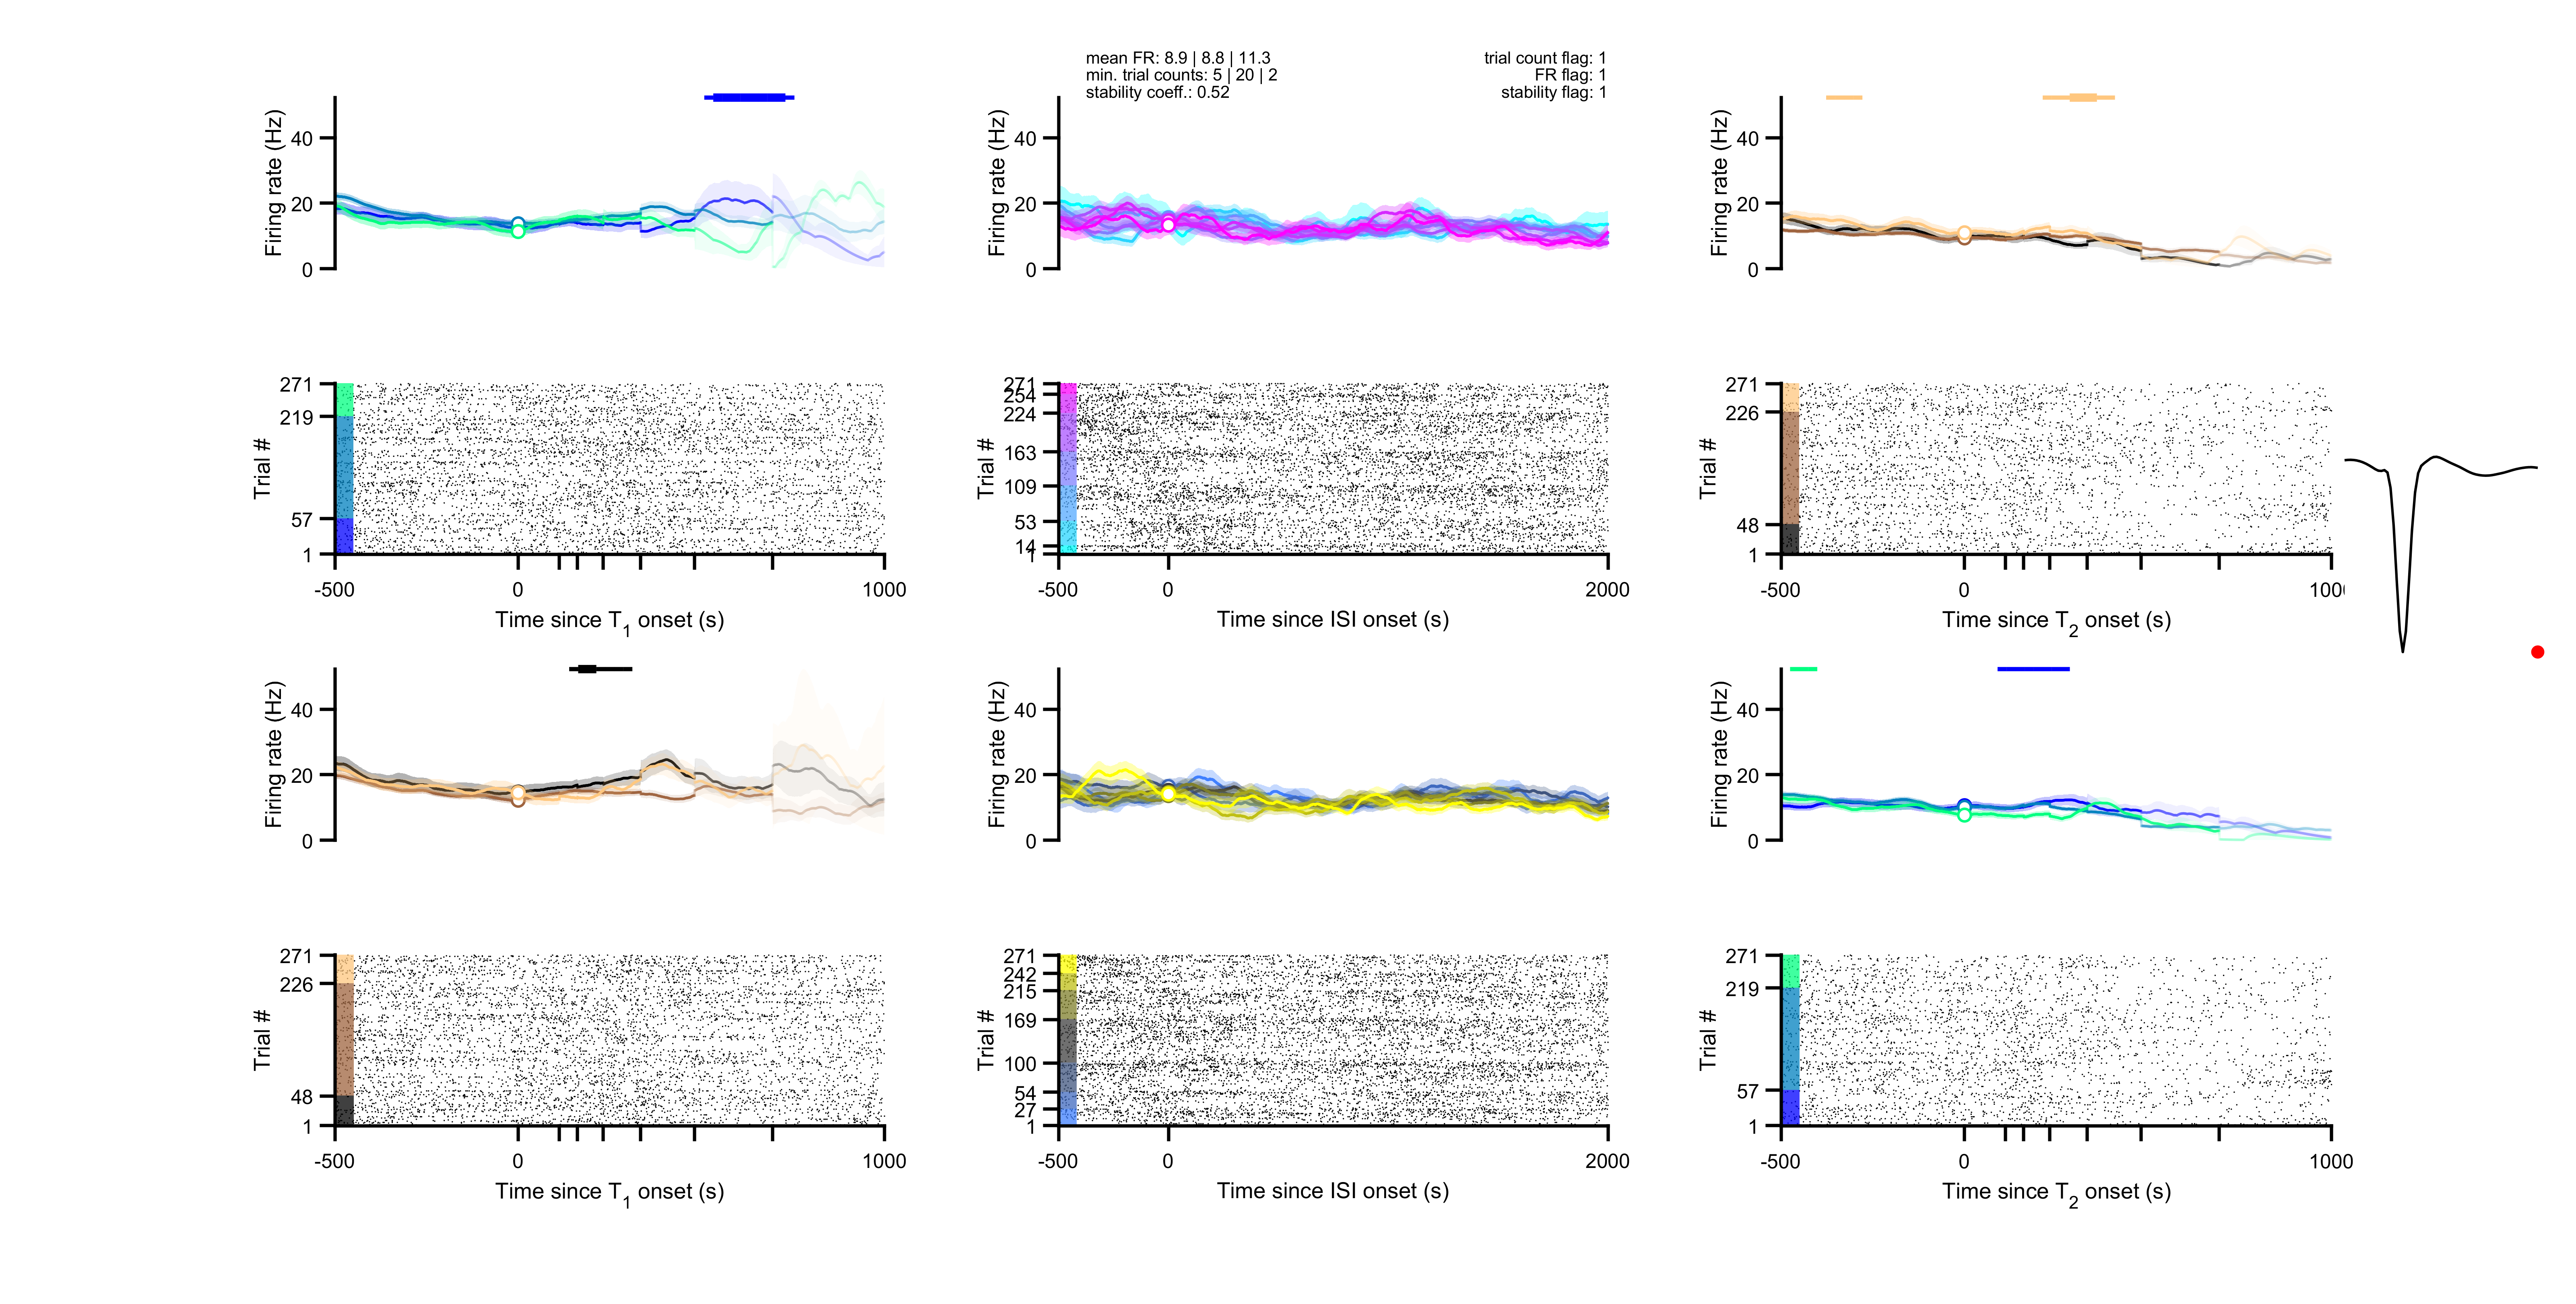 mean FR: 8.9 | 8.8 | 11.3
min. trial counts: 5 | 20 | 2
stability coeff.: 0.52
trial count flag: 1
FR flag: 1
stability flag: 1
Firing rate (Hz)
40
20
0
Firing rate (Hz)
40
20
0
Firing rate (Hz)
40
20
0
Trial #
271
219
57
1
-500
0
1000
Time since T1 onset (s)
Trial #
271
254
224
163
109
53
14
1
-500
0
2000
Time since ISI onset (s)
Trial #
271
226
48
1
-500
0
100
Time since T2 onset (s)
Firing rate (Hz)
40
20
0
Firing rate (Hz)
40
20
0
Firing rate (Hz)
40
20
0
Trial #
271
226
48
1
-500
0
1000
Time since T1 onset (s)
Trial #
271
242
215
169
100
54
27
1
-500
0
2000
Time since ISI onset (s)
Trial #
271
219
57
1
-500
0
1000
Time since T2 onset (s)